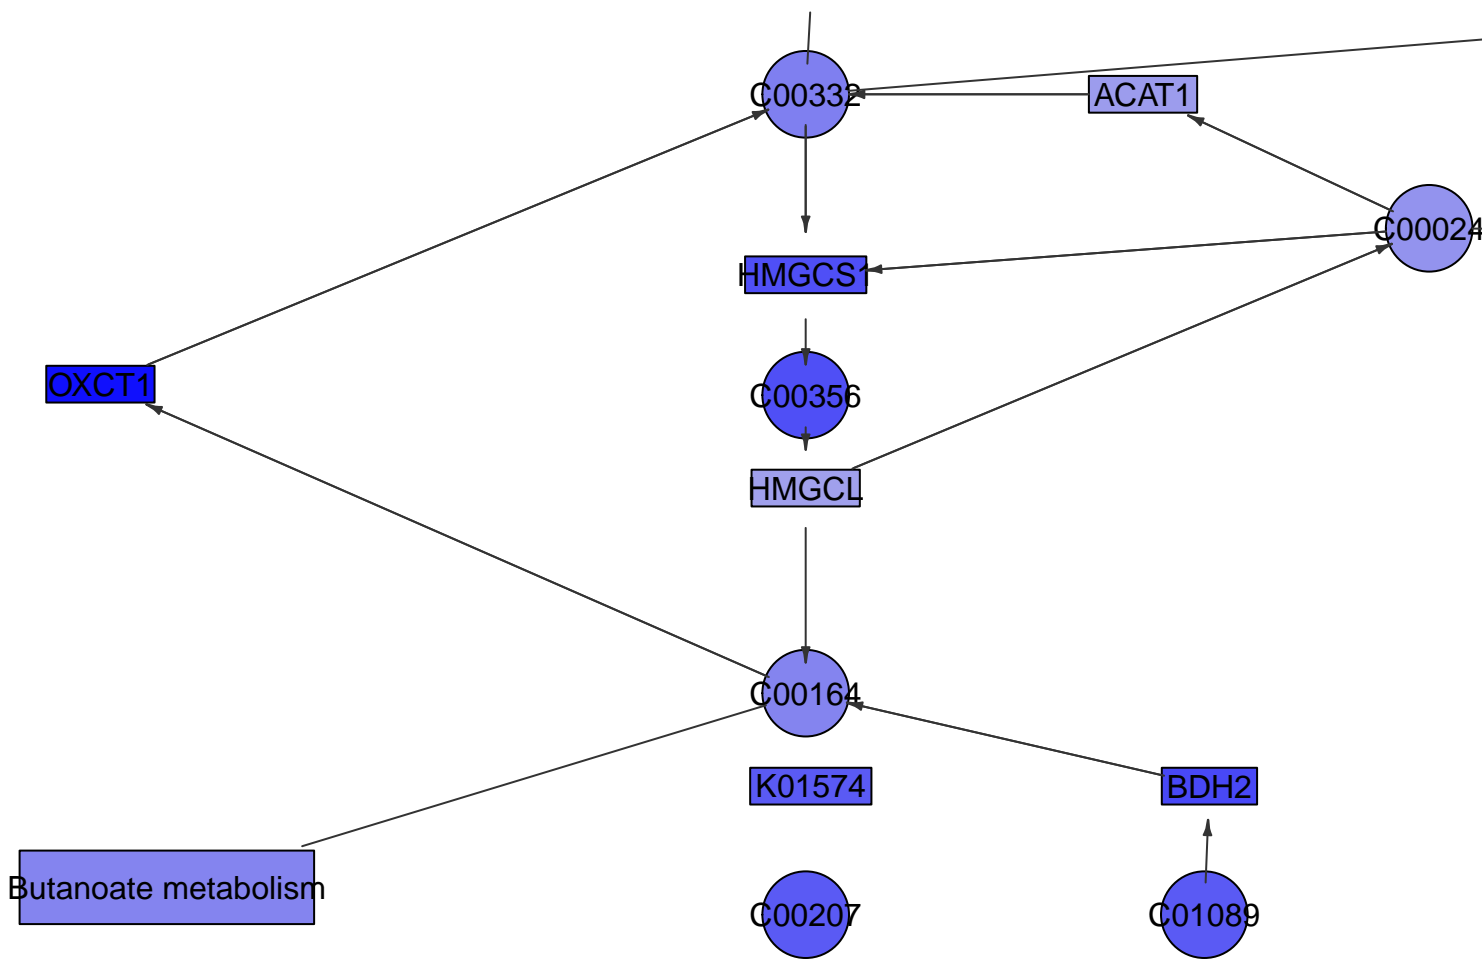 C00332
ACAT1
C00024
HMGCS1
OXCT1
C00356
HMGCL
C00164
K01574
BDH2
Butanoate metabolism
C00207
C01089